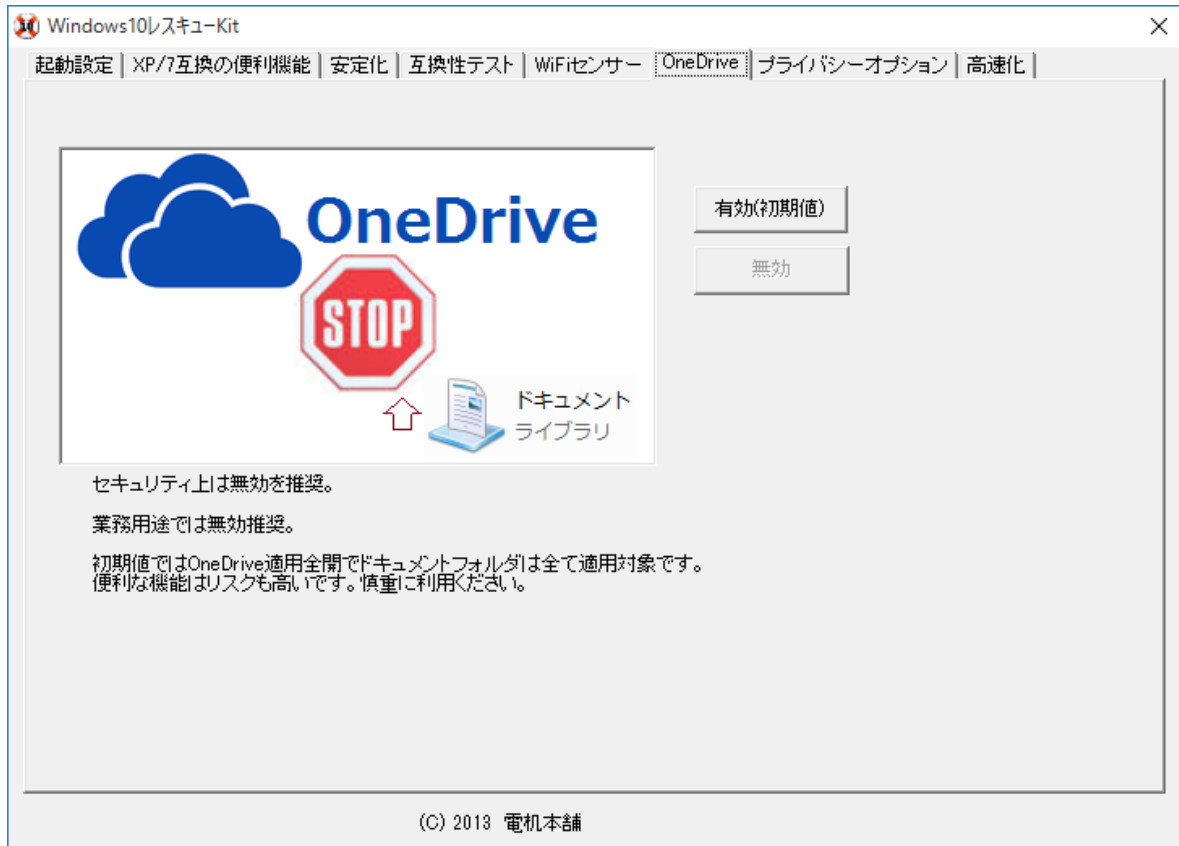 Windows10レスキューKit
起動設定 XP/7互換の便利機能 安定化 互換性テスト WiFiセンサー OneDrive プライバシーオプション 高速化
OneDrive
STOP
ドキュメント
ライブラリ
有効(初期値)
無効
セキュリティ上は無効を推奨。
業務用途では無効推奨。
初期値ではOneDrive適用全開でドキュメントフォルダは全て適用対象です。
便利な機能はリスクも高いです。慎重に利用ください。
(C) 2013 電机本舗